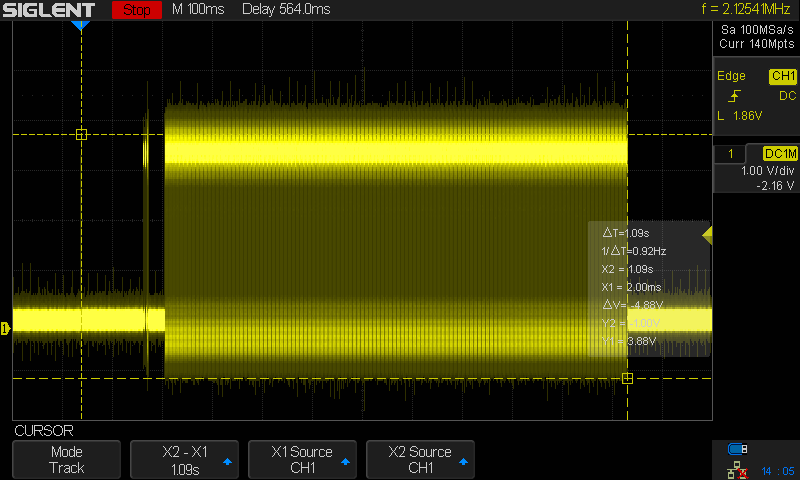 SIGLENT Stop M 100ms Delay 564.0ms f = 2.12541MHz
Sa 100MSa/s
Curr 140Mpts
Edge CH1
DC
L 1.86V
1 DC1M
1.00 V/div
-2.16 V
△T=1.09s
1/△T=0.92Hz
X2 = 1.09s
X1 = 2.00ms
△V= -4.88V
Y2 = -1.00V
Y1 = 3.88V
1
CURSOR
Mode
Track
X2 - X1
1.09s
X1 Source
CH1
X2 Source
CH1
14 : 05